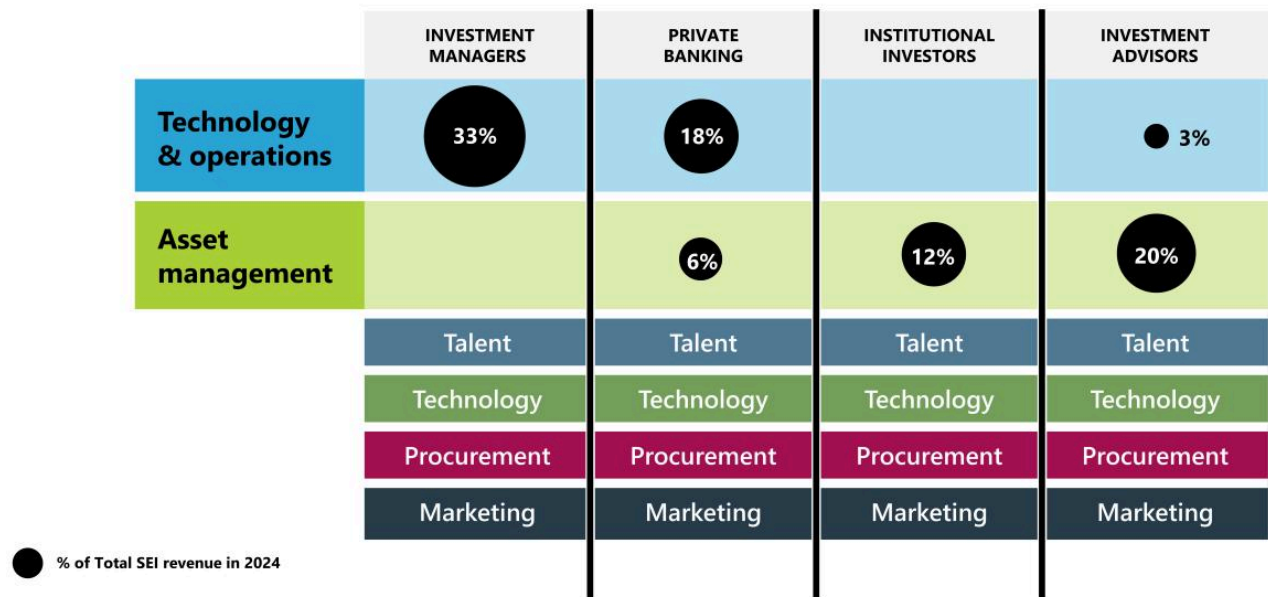 INVESTMENT
MANAGERS
PRIVATE
BANKING
INSTITUTIONAL
INVESTORS
INVESTMENT
ADVISORS
Technology
& operations
33%
18%
3%
Asset
management
6%
12%
20%
Talent
Talent
Talent
Talent
Technology
Technology
Technology
Technology
Procurement
Procurement
Procurement
Procurement
Marketing
Marketing
Marketing
Marketing
% of Total SEI revenue in 2024